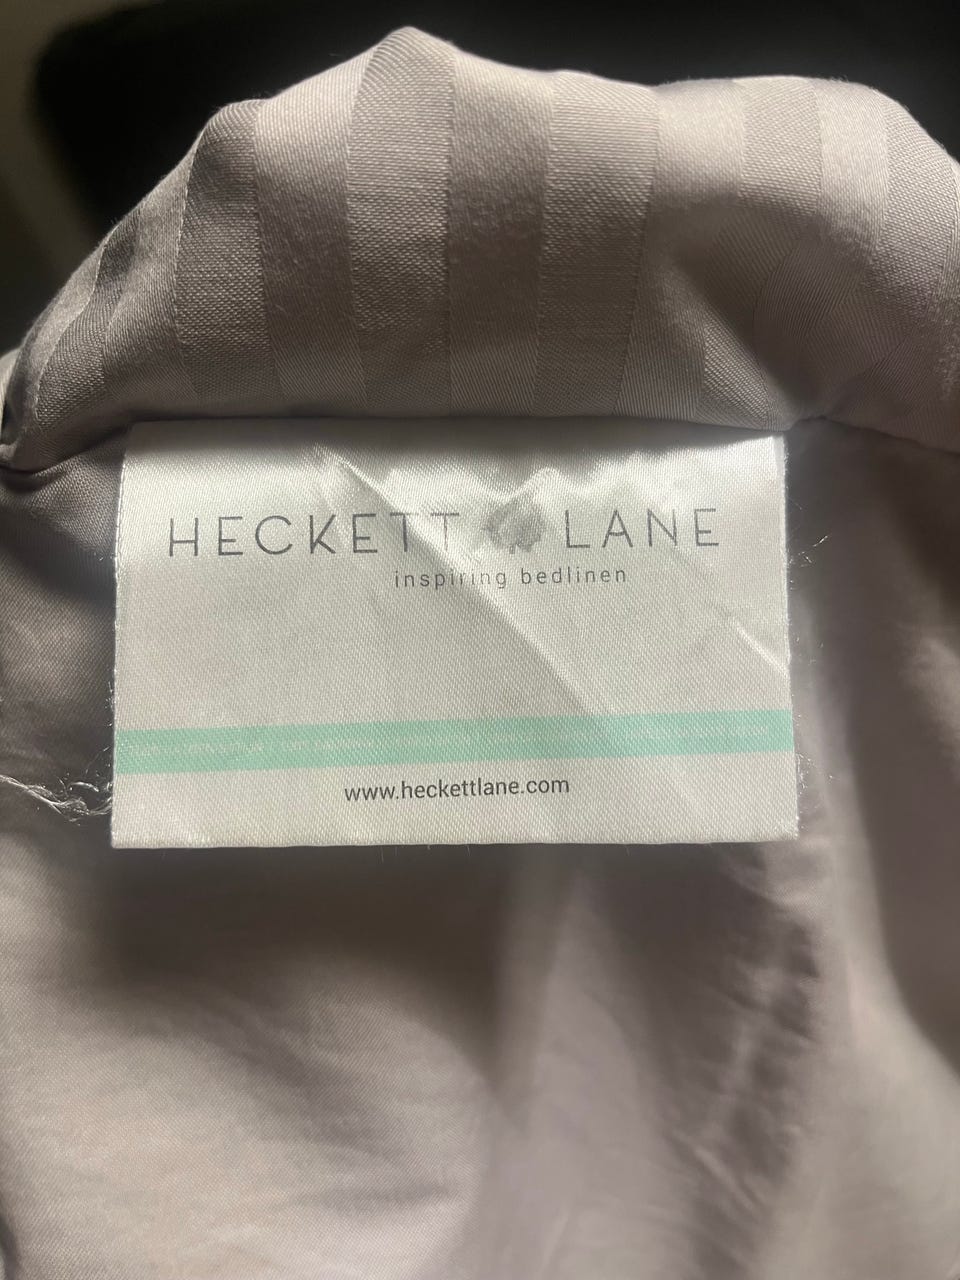 HECKETT LANE
inspiring bedlinen
www.heckettlane.com